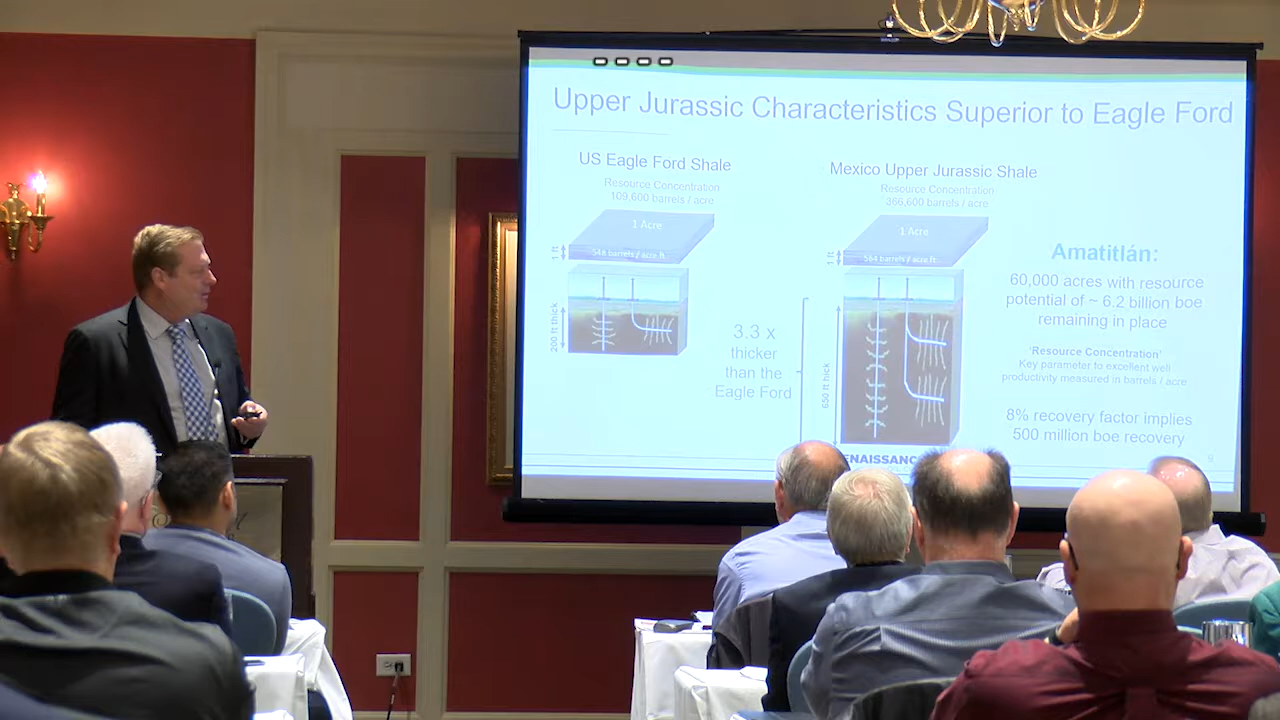 Upper Jurassic Characteristics Superior to Eagle Ford
US Eagle Ford Shale
Resource Concentration
109,600 barrels / acre
1 Acre
1 ft
548 barrels / acre ft.
200 ft thick
3.3 x
thicker
than the
Eagle Ford
Mexico Upper Jurassic Shale
Resource Concentration
366,600 barrels / acre
1 Acre
1 ft
564 barrels / acre ft.
650 ft thick
Amatitlán:
60,000 acres with resource
potential of ~ 6.2 billion boe
remaining in place
'Resource Concentration'
Key parameter to excellent well
productivity measured in barrels / acre
8% recovery factor implies
500 million boe recovery
ENAISSANC
9